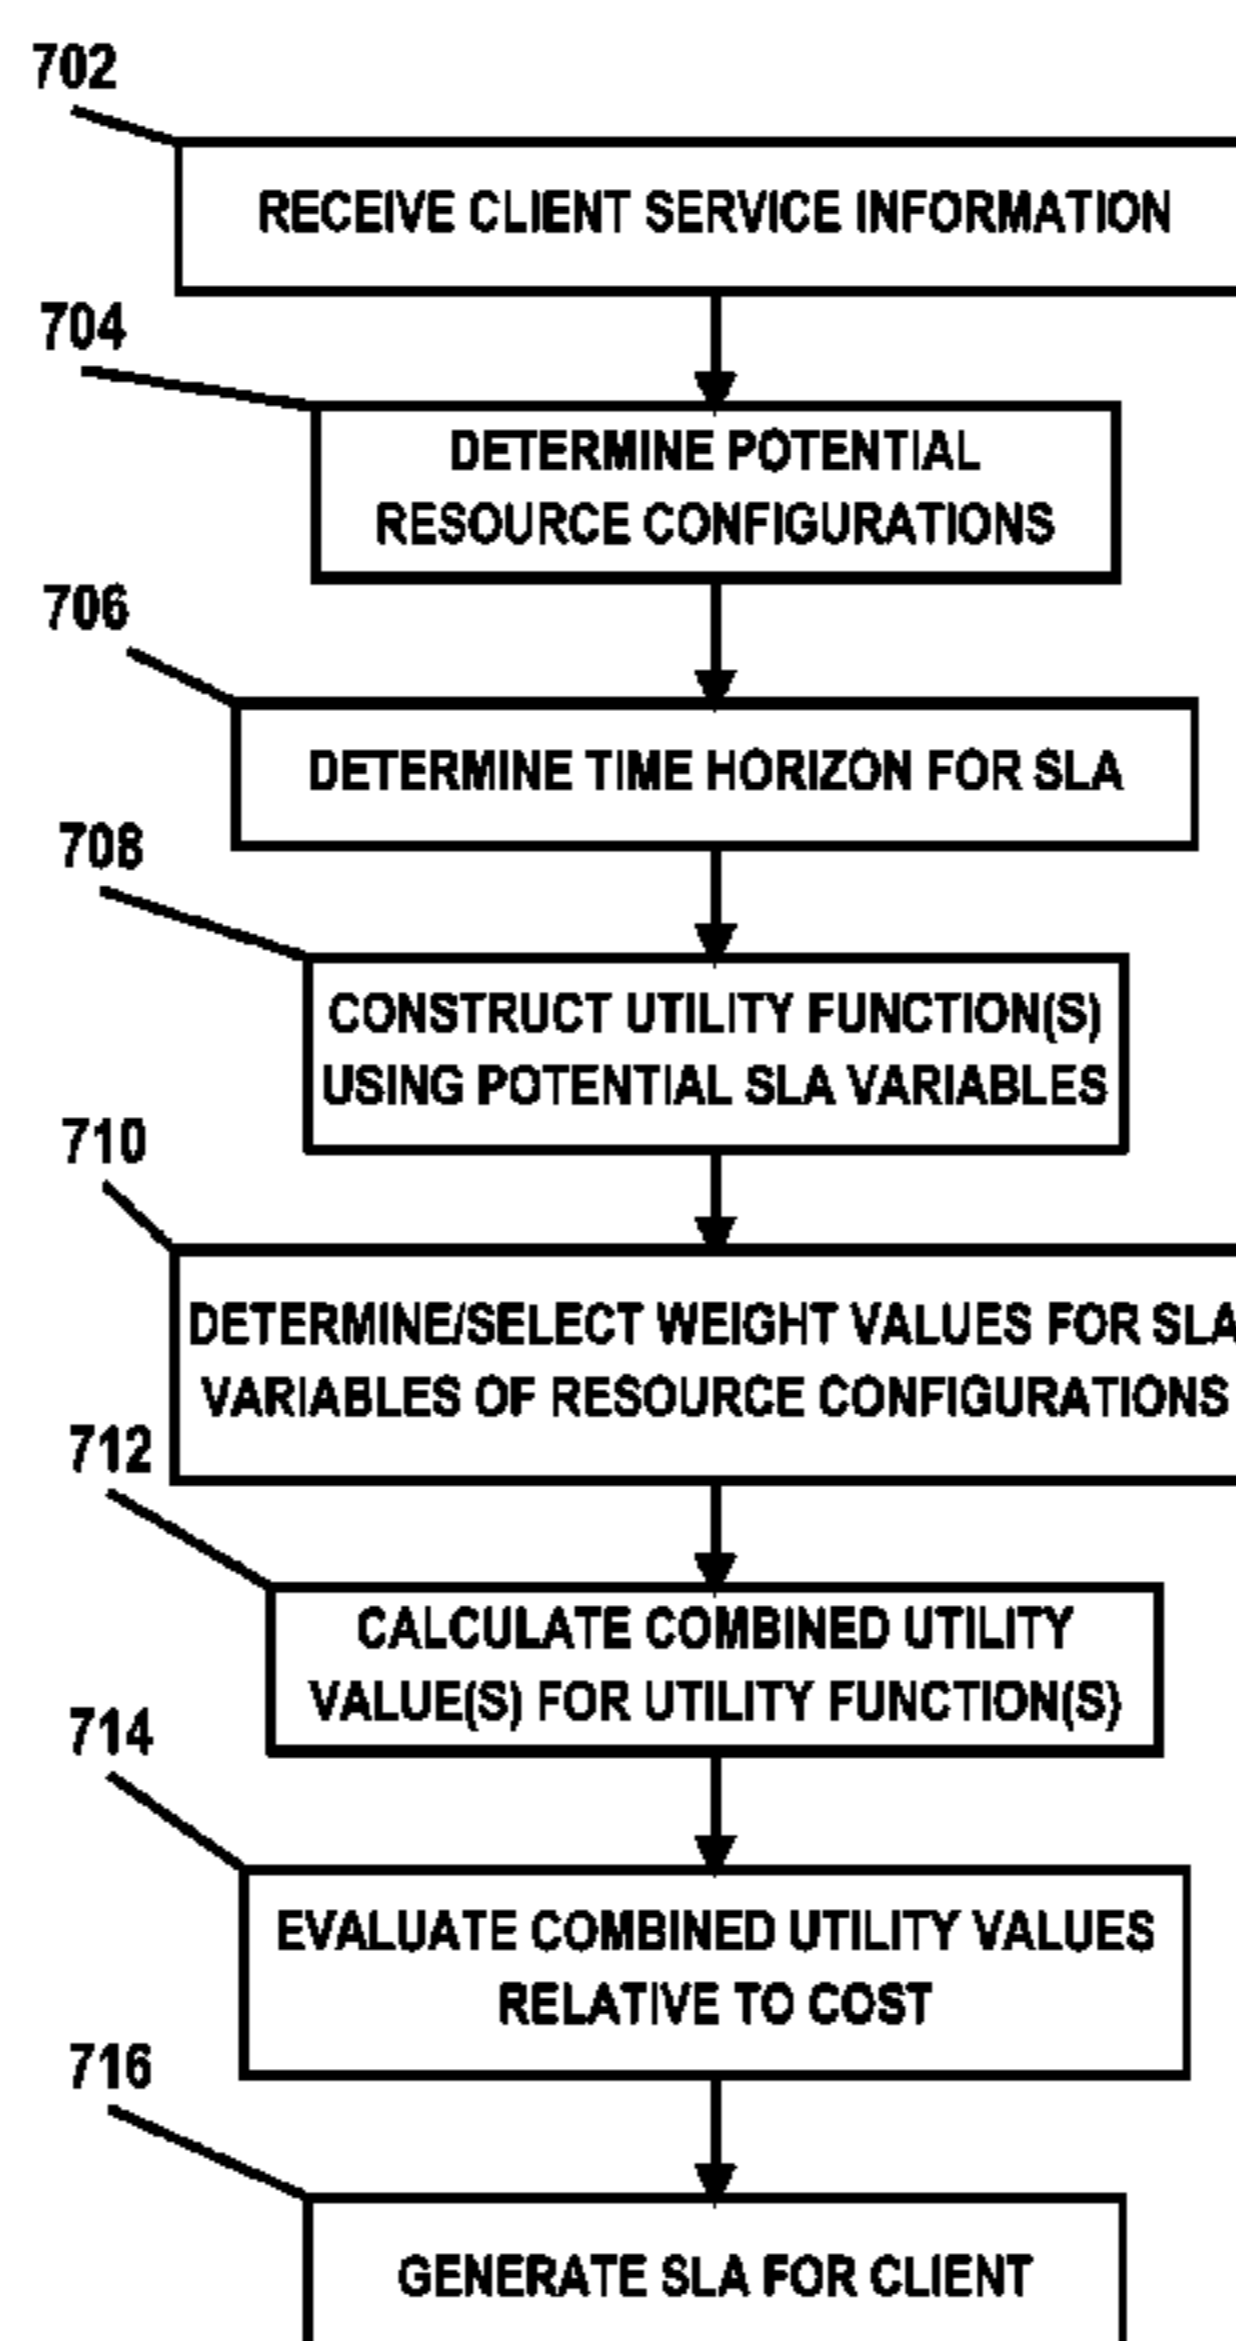 702
RECEIVE CLIENT SERVICE INFORMATION
704
DETERMINE POTENTIAL
RESOURCE CONFIGURATIONS
706
DETERMINE TIME HORIZON FOR SLA
708
CONSTRUCT UTILITY FUNCTION(S)
USING POTENTIAL SLA VARIABLES
710
DETERMINE/SELECT WEIGHT VALUES FOR SLA
VARIABLES OF RESOURCE CONFIGURATIONS
712
CALCULATE COMBINED UTILITY
VALUE(S) FOR UTILITY FUNCTION(S)
714
EVALUATE COMBINED UTILITY VALUES
RELATIVE TO COST
716
GENERATE SLA FOR CLIENT